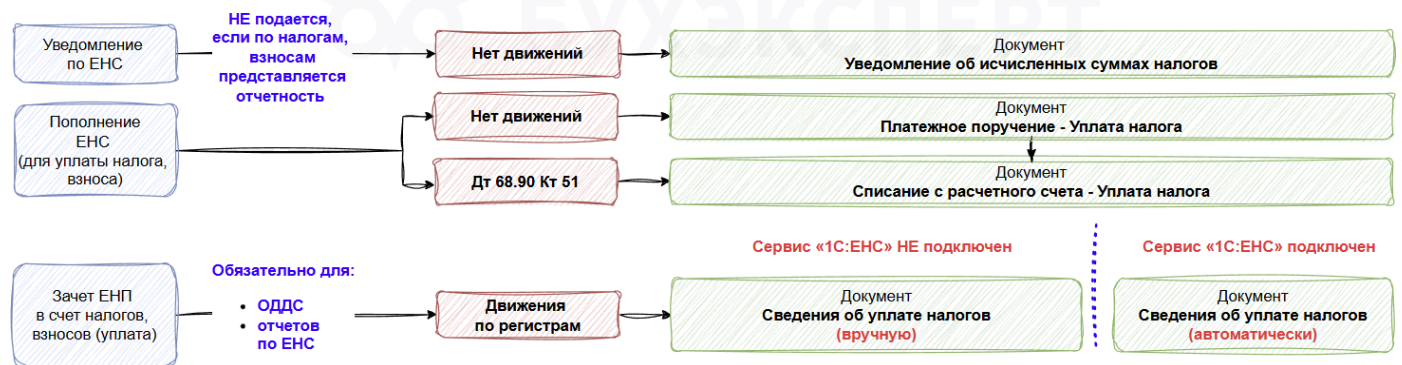 БУХЭКСПЕРТ
Уведомление
по ЕНС
НЕ подается,
если по налогам,
взносам
представляется
отчетность
Нет движений
Документ
Уведомление об исчисленных суммах налогов
Пополнение
ЕНС
(для уплаты налога,
взноса)
Нет движений
Документ
Платежное поручение - Уплата налога
Дт 68.90 Кт 51
Документ
Списание с расчетного счета - Уплата налога
Сервис «1С:ЕНС» НЕ подключен
Сервис «1С:ЕНС» подключен
Зачет ЕНП
в счет налогов,
взносов (уплата)
Обязательно для:
• ОДДС
• отчетов
по ЕНС
Движения
по регистрам
Документ
Сведения об уплате налогов
(вручную)
Документ
Сведения об уплате налогов
(автоматически)